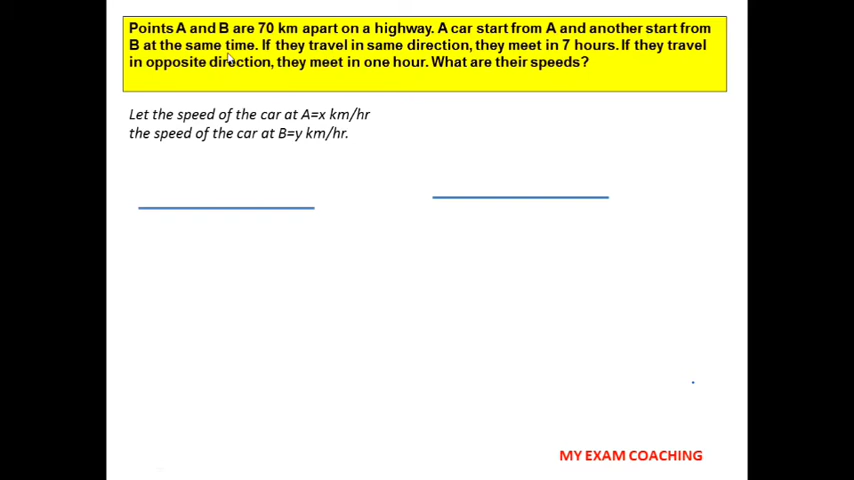 Points A and B are 70 km apart on a highway. A car start from A and another start from
B at the same time. If they travel in same direction, they meet in 7 hours. If they travel
in opposite direction, they meet in one hour. What are their speeds?
Let the speed of the car at A=x km/hr
the speed of the car at B=y km/hr.
MY EXAM COACHING